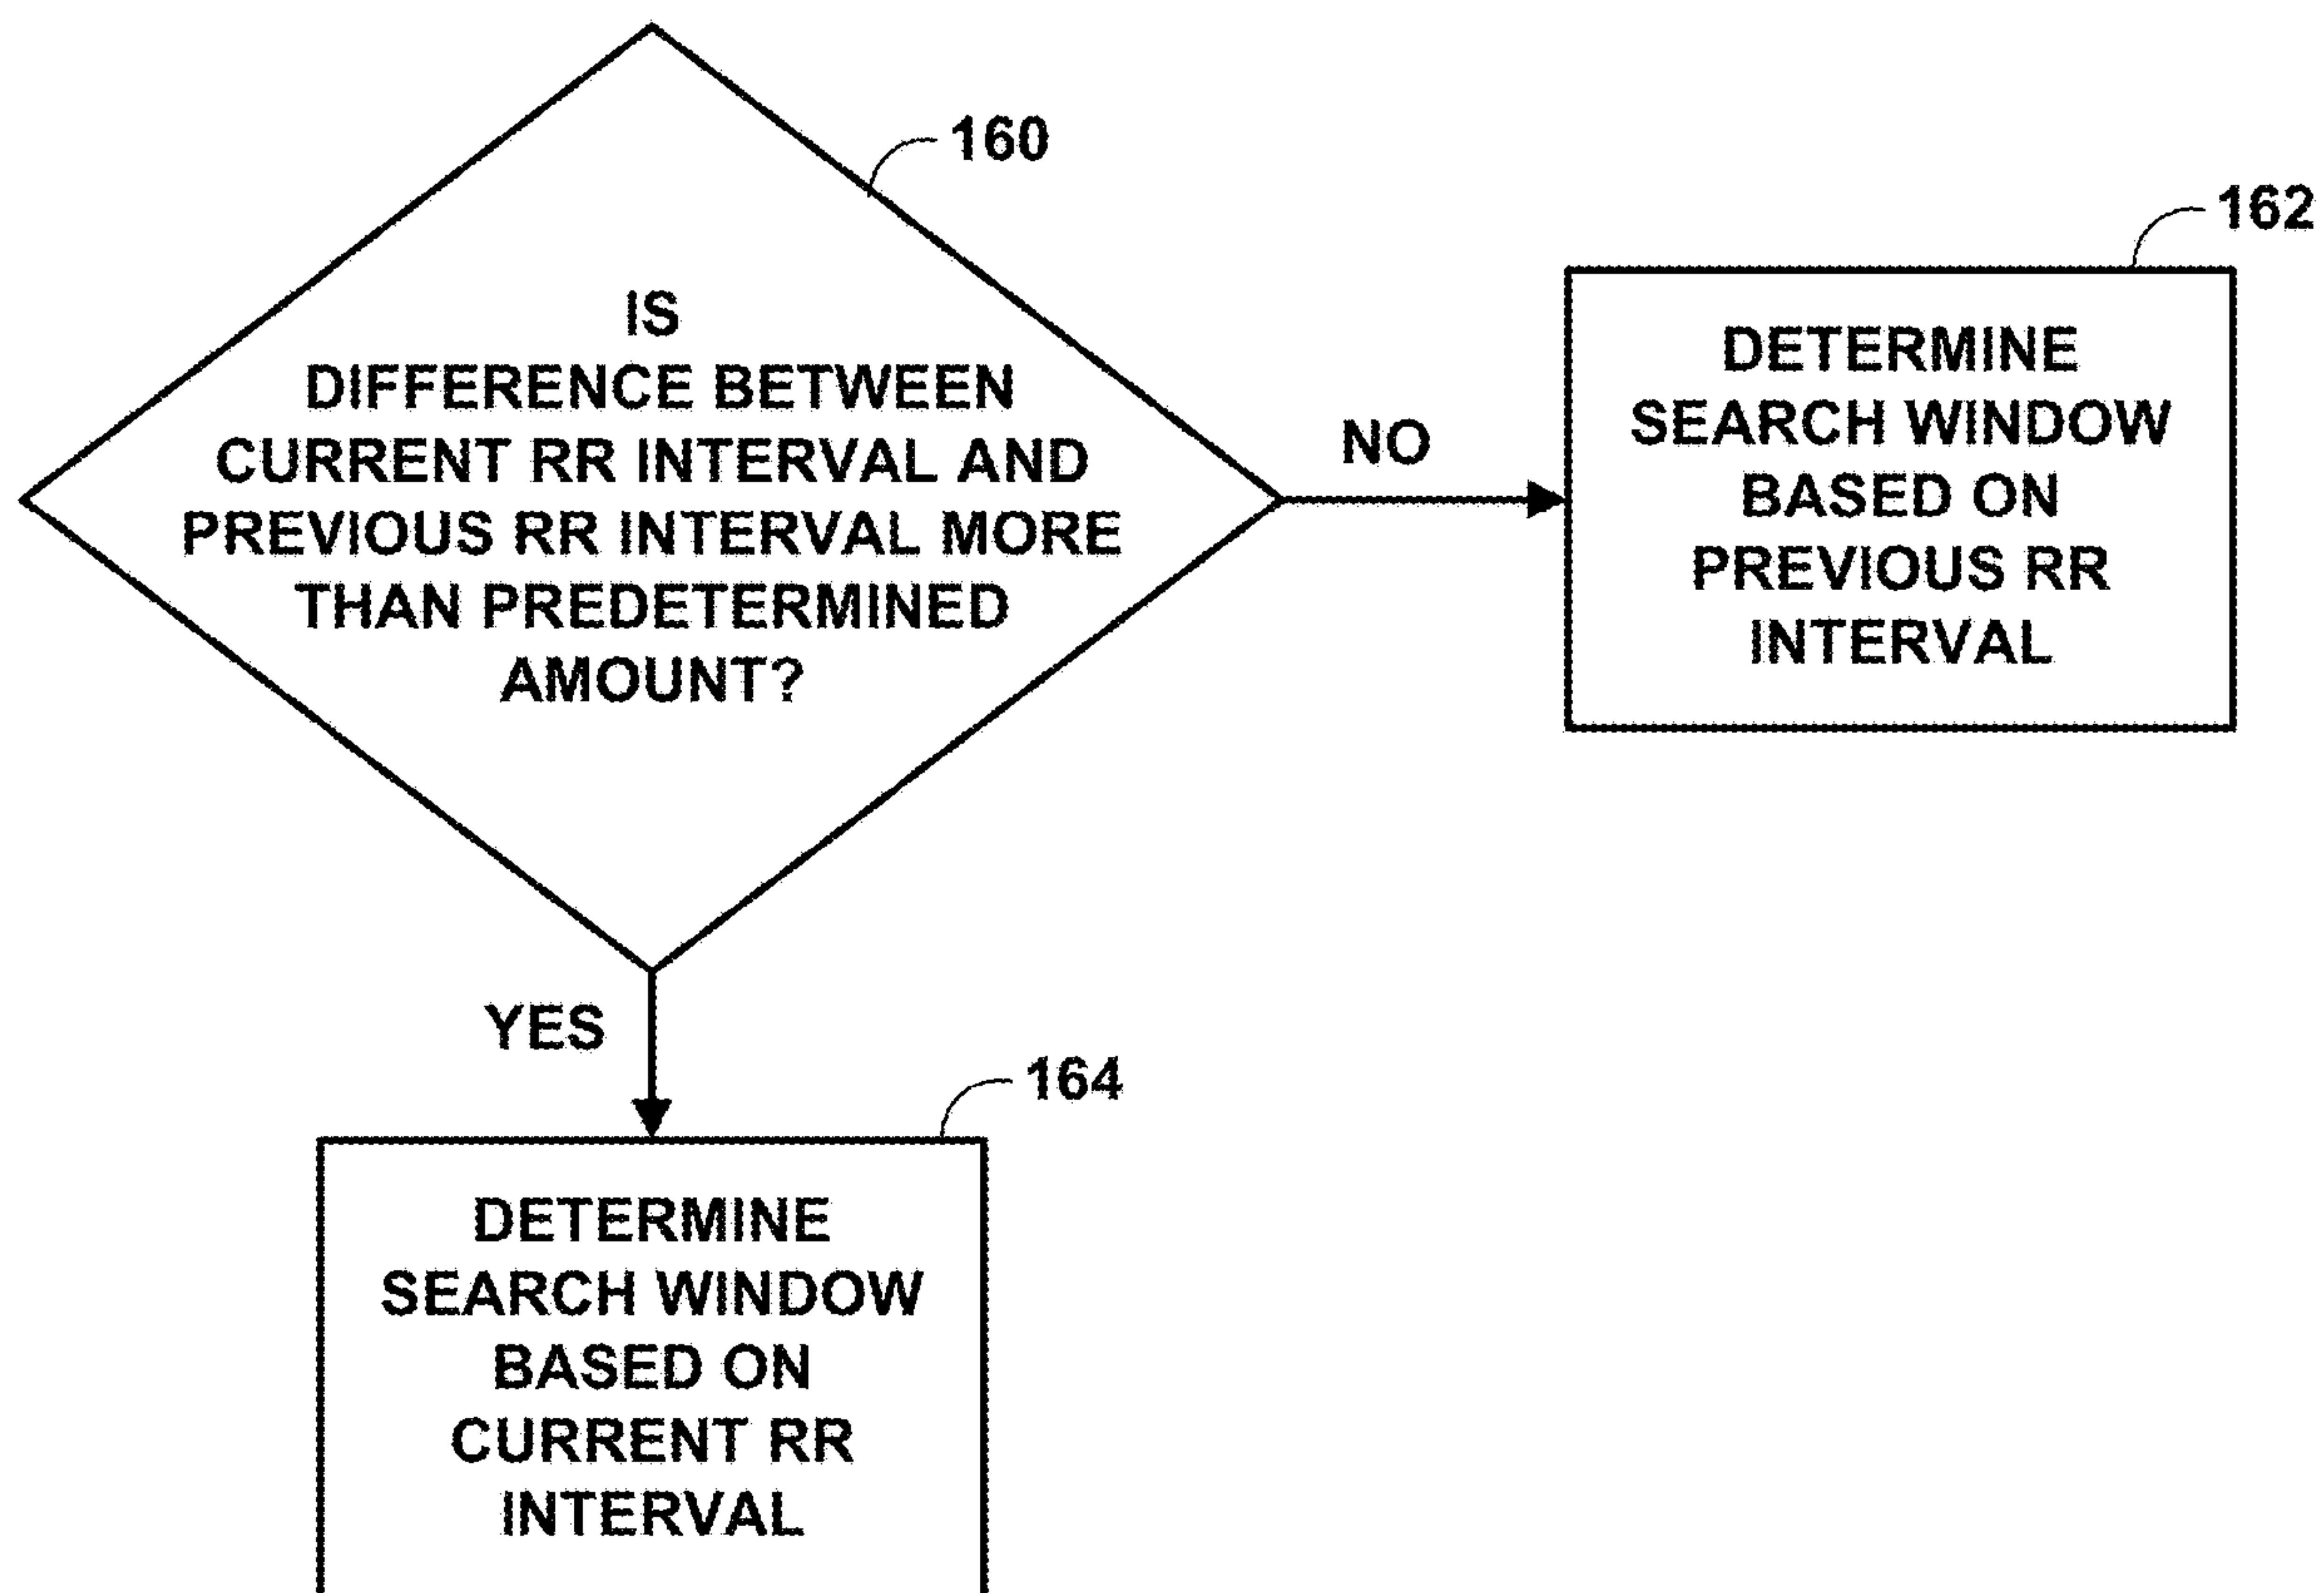 160
IS
DIFFERENCE BETWEEN
CURRENT RR INTERVAL AND
PREVIOUS RR INTERVAL MORE
THAN PREDETERMINED
AMOUNT?
NO
162
DETERMINE
SEARCH WINDOW
BASED ON
PREVIOUS RR
INTERVAL
YES
164
DETERMINE
SEARCH WINDOW
BASED ON
CURRENT RR
INTERVAL